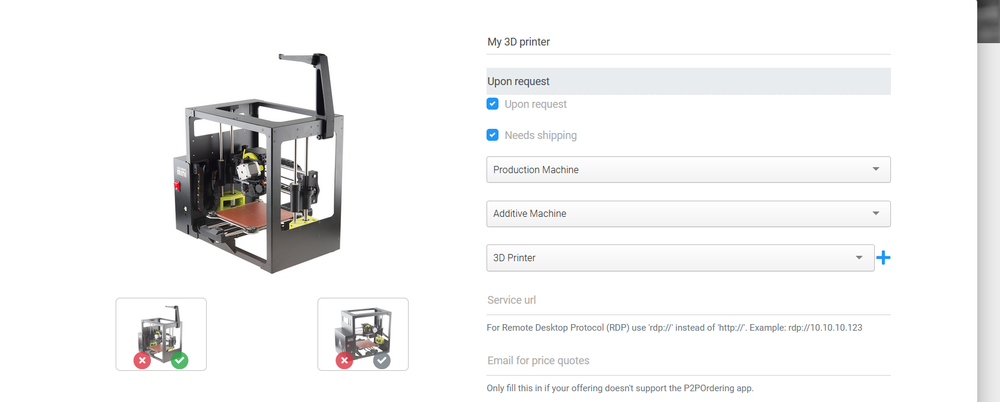 My 3D printer
Upon request
Upon request
Needs shipping
Production Machine
Additive Machine
3D Printer
Service url
For Remote Desktop Protocol (RDP) use 'rdp://' instead of 'http://'. Example: rdp://10.10.10.123
Email for price quotes
Only fill this in if your offering doesn't support the P2POrdering app.
mini